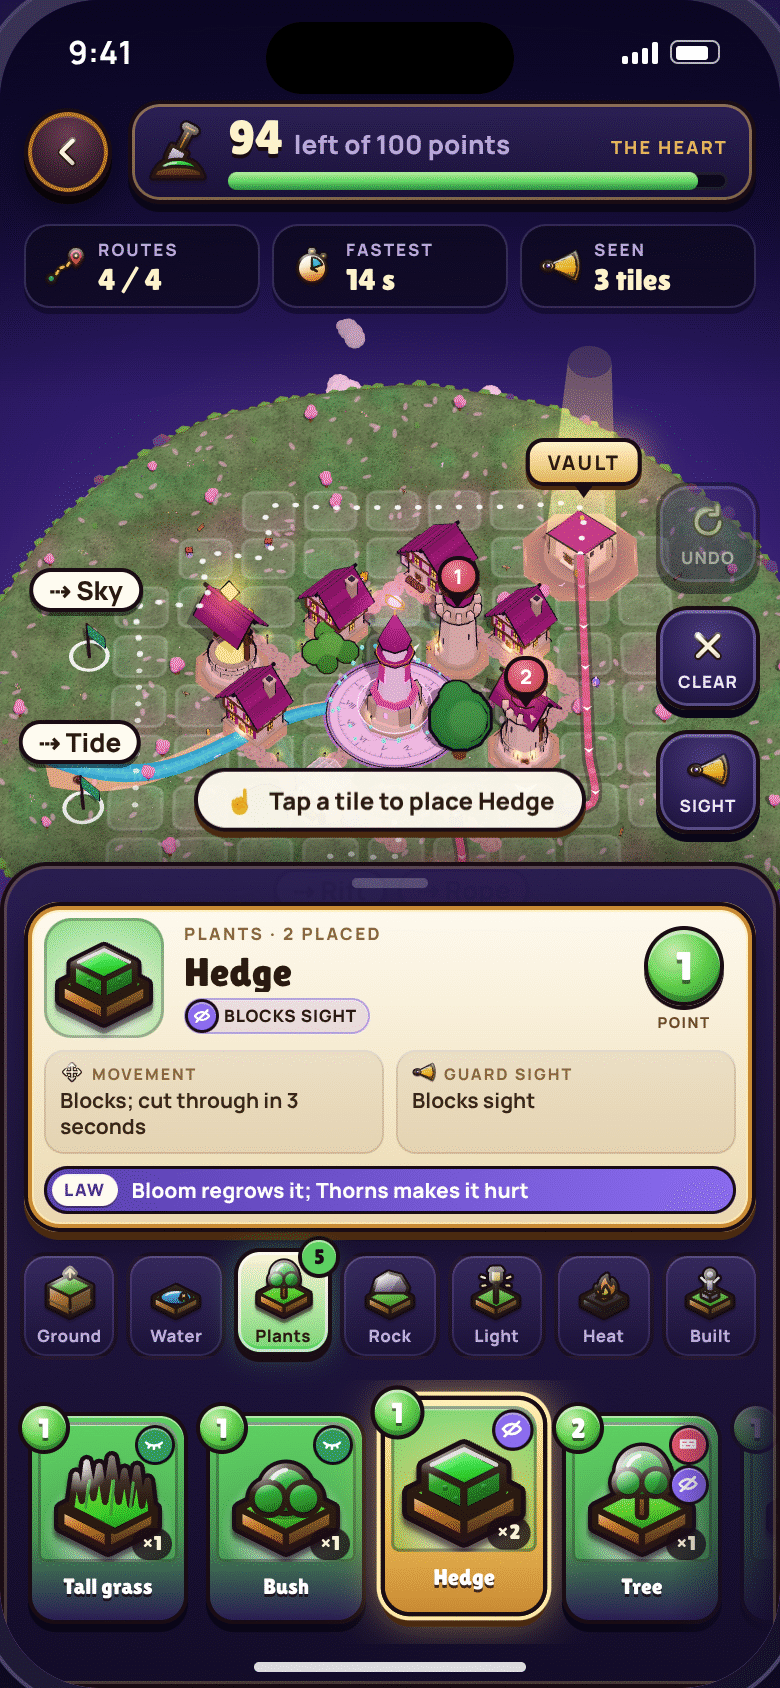 9:41
94 left of 100 points
THE HEART
ROUTES
4 / 4
FASTEST
14 s
SEEN
3 tiles
VAULT
UNDO
⇢ Sky
1
CLEAR
2
⇢ Tide
SIGHT
Tap a tile to place Hedge
PLANTS · 2 PLACED
Hedge
BLOCKS SIGHT
1
POINT
MOVEMENT
Blocks; cut through in 3
seconds
GUARD SIGHT
Blocks sight
LAW Bloom regrows it; Thorns makes it hurt
5
Ground
Water
Plants
Rock
Light
Heat
Built
1
×1
Tall grass
1
×1
Bush
1
×2
Hedge
2
×1
Tree
1